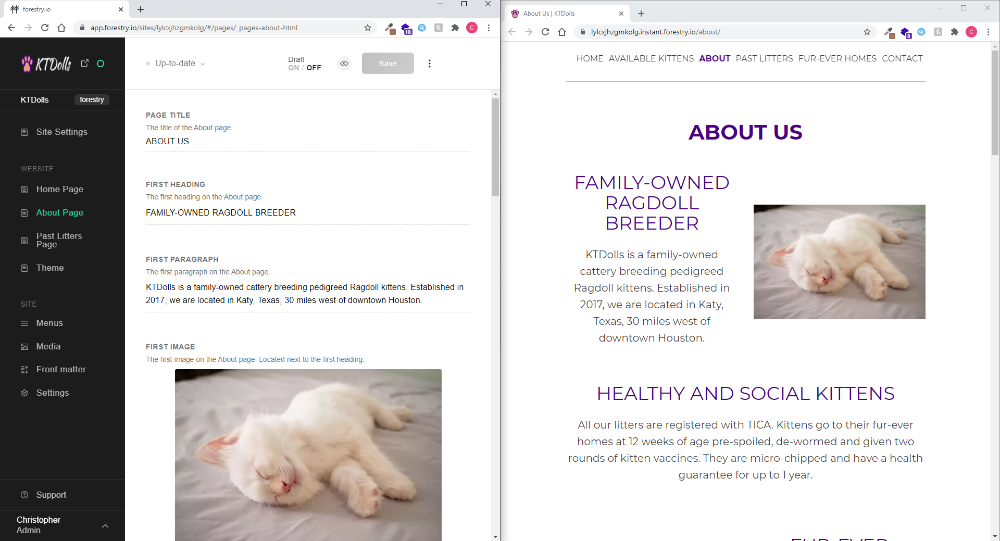 forestry.io
app.forestry.io/sites/lylcxjhzgmkolg/#/pages/_pages-about-html
18
C
KTDolls
KTDolls
forestry
Site Settings
WEBSITE
Home Page
About Page
Past Litters
Page
Theme
SITE
Menus
Media
Front matter
Settings
Support
Christopher
Admin
Up-to-date
Draft
ON / OFF
Save
PAGE TITLE
The title of the About page.
ABOUT US
FIRST HEADING
The first heading on the About page.
FAMILY-OWNED RAGDOLL BREEDER
FIRST PARAGRAPH
The first paragraph on the About page.
KTDolls is a family-owned cattery breeding pedigreed Ragdoll kittens. Established in
2017, we are located in Katy, Texas, 30 miles west of downtown Houston.
FIRST IMAGE
The first image on the About page. Located next to the first heading.
About Us | KTDolls
lylcxjhzgmkolg.instant.forestry.io/about/
8
C
HOME AVAILABLE KITTENS ABOUT PAST LITTERS FUR-EVER HOMES CONTACT
ABOUT US
FAMILY-OWNED
RAGDOLL
BREEDER
KTDolls is a family-owned
cattery breeding pedigreed
Ragdoll kittens. Established in
2017, we are located in Katy,
Texas, 30 miles west of
downtown Houston.
HEALTHY AND SOCIAL KITTENS
All our litters are registered with TICA. Kittens go to their fur-ever
homes at 12 weeks of age pre-spoiled, de-wormed and given two
rounds of kitten vaccines. They are micro-chipped and have a health
guarantee for up to 1 year.
FUR-EVER